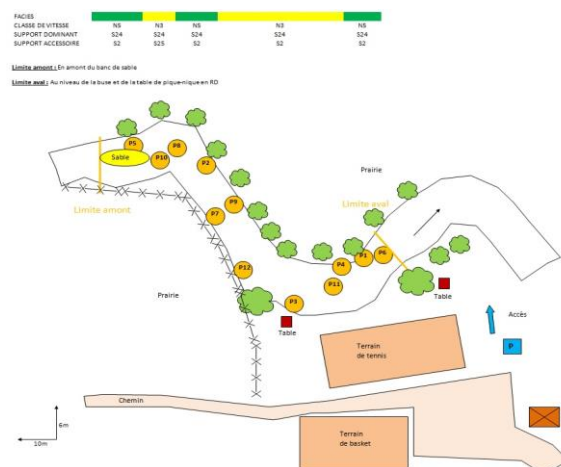 FACIES
CLASSE DE VITESSE N5 N3 N5 N3 N5
SUPPORT DOMINANT S24 S24 S24 S24 S24
SUPPORT ACCESSOIRE S2 S25 S2 S2 S2
Limite amont : En amont du banc de sable
Limite aval : Au niveau de la buse et de la table de pique-nique en RD
P5
P8
Sable
P10
P2
Prairie
Limite amont
P9
P7
Limite aval
P12
P4
P1
P6
P11
Prairie
P3
Table
Table
Accès
P
Terrain
de tennis
Chemin
6m
10m
Terrain
de basket